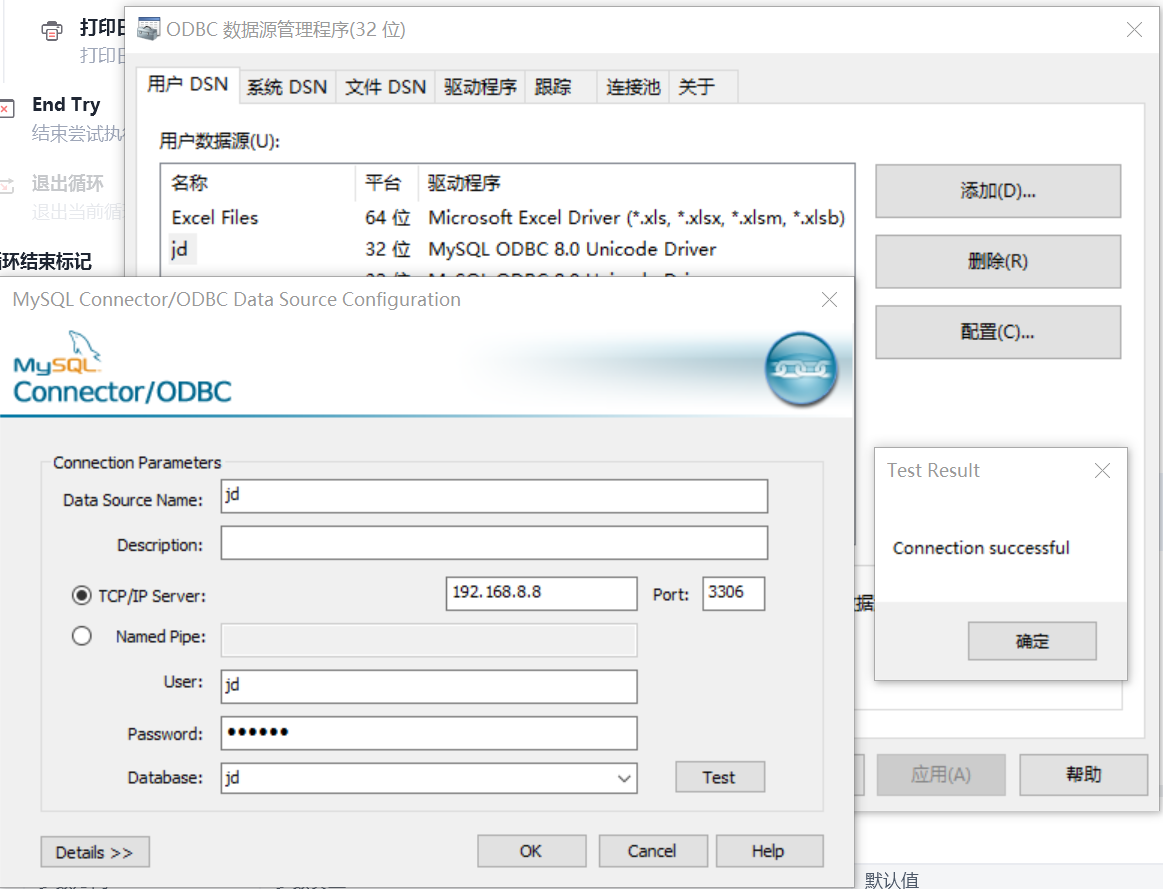 打印日
打印日
End Try
结束尝试执行
退出循环
退出当前循
循环结束标记
ODBC 数据源管理程序(32 位)
用户 DSN 系统 DSN 文件 DSN 驱动程序 跟踪 连接池 关于
用户数据源(U):
名称 平台 驱动程序
Excel Files 64 位 Microsoft Excel Driver (*.xls, *.xlsx, *.xlsm, *.xlsb)
jd 32 位 MySQL ODBC 8.0 Unicode Driver
添加(D)...
删除(R)
配置(C)...
MySQL Connector/ODBC Data Source Configuration
MySQL
Connector/ODBC
Connection Parameters
Data Source Name: jd
Description:
TCP/IP Server: 192.168.8.8 Port: 3306
Named Pipe:
User: jd
Password: ••••••
Database: jd Test
Details >> OK Cancel Help
Test Result
Connection successful
确定
数据
应用(A) 帮助
默认值